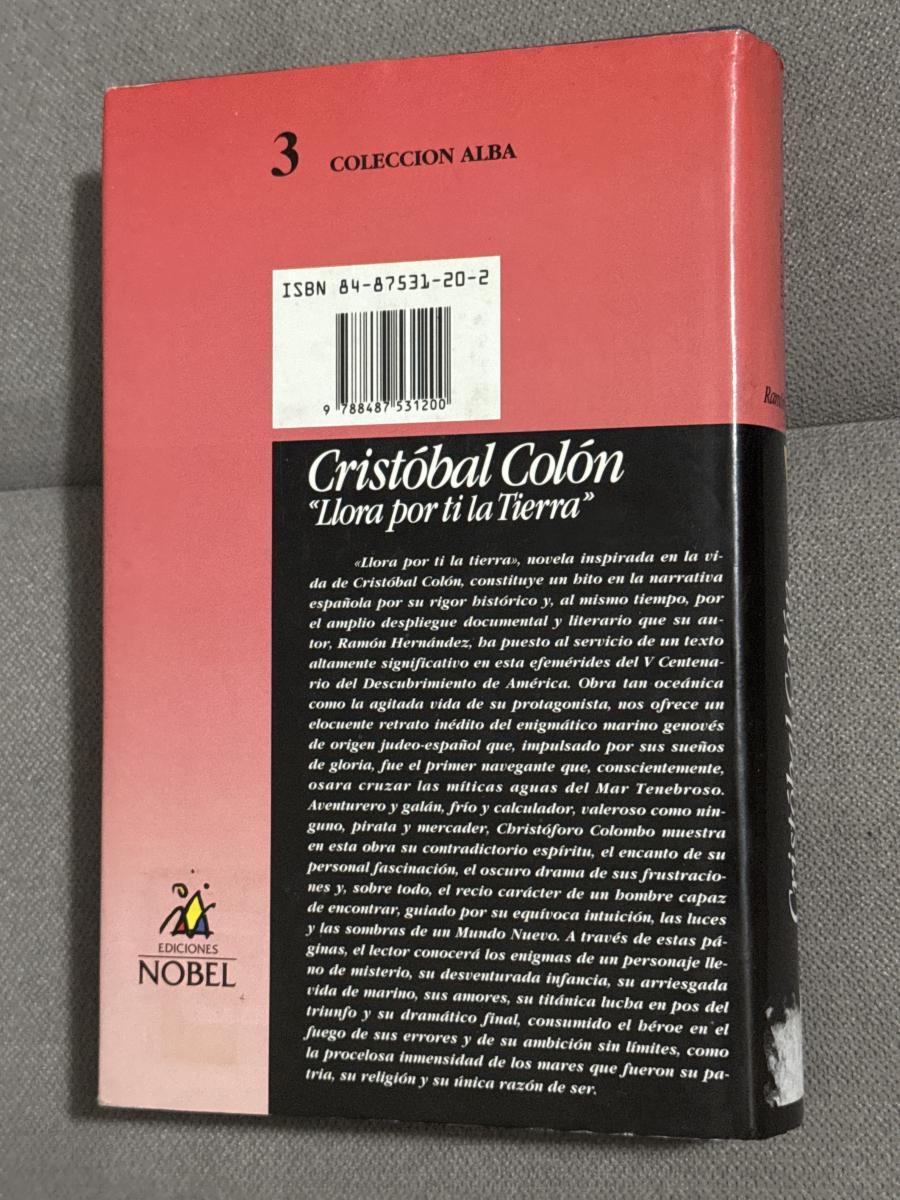 3 COLECCION ALBA
ISBN 84-87531-20-2
9 788487 531200
Cristóbal Colón
“Llora por ti la Tierra”
«Llora por ti la tierra», novela inspirada en la vi-
da de Cristóbal Colón, constituye un hito en la narrativa
española por su rigor histórico y, al mismo tiempo, por
el amplio despliegue documental y literario que su au-
tor, Ramón Hernández, ha puesto al servicio de un texto
altamente significativo en esta efemérides del V Centena-
rio del Descubrimiento de América. Obra tan oceánica
como la agitada vida de su protagonista, nos ofrece un
elocuente retrato inédito del enigmático marino genovés
de origen judeo-español que, impulsado por sus sueños
de gloria, fue el primer navegante que, conscientemente,
osara cruzar las míticas aguas del Mar Tenebroso.
Aventurero y galán, frío y calculador, valeroso como nin-
guno, pirata y mercader, Christóforo Colombo muestra
en esta obra su contradictorio espíritu, el encanto de su
personal fascinación, el oscuro drama de sus frustracio-
nes y, sobre todo, el recio carácter de un hombre capaz
de encontrar, guiado por su equívoca intuición, las luces
y las sombras de un Mundo Nuevo. A través de estas pá-
ginas, el lector conocerá los enigmas de un personaje lle-
no de misterio, su desventurada infancia, su arriesgada
vida de marino, sus amores, su titánica lucha en pos del
triunfo y su dramático final, consumido el héroe en el
fuego de sus errores y de su ambición sin límites, como
la procelosa inmensidad de los mares que fueron su pa-
tria, su religión y su única razón de ser.
EDICIONES
NOBEL
Cristóbal Colón